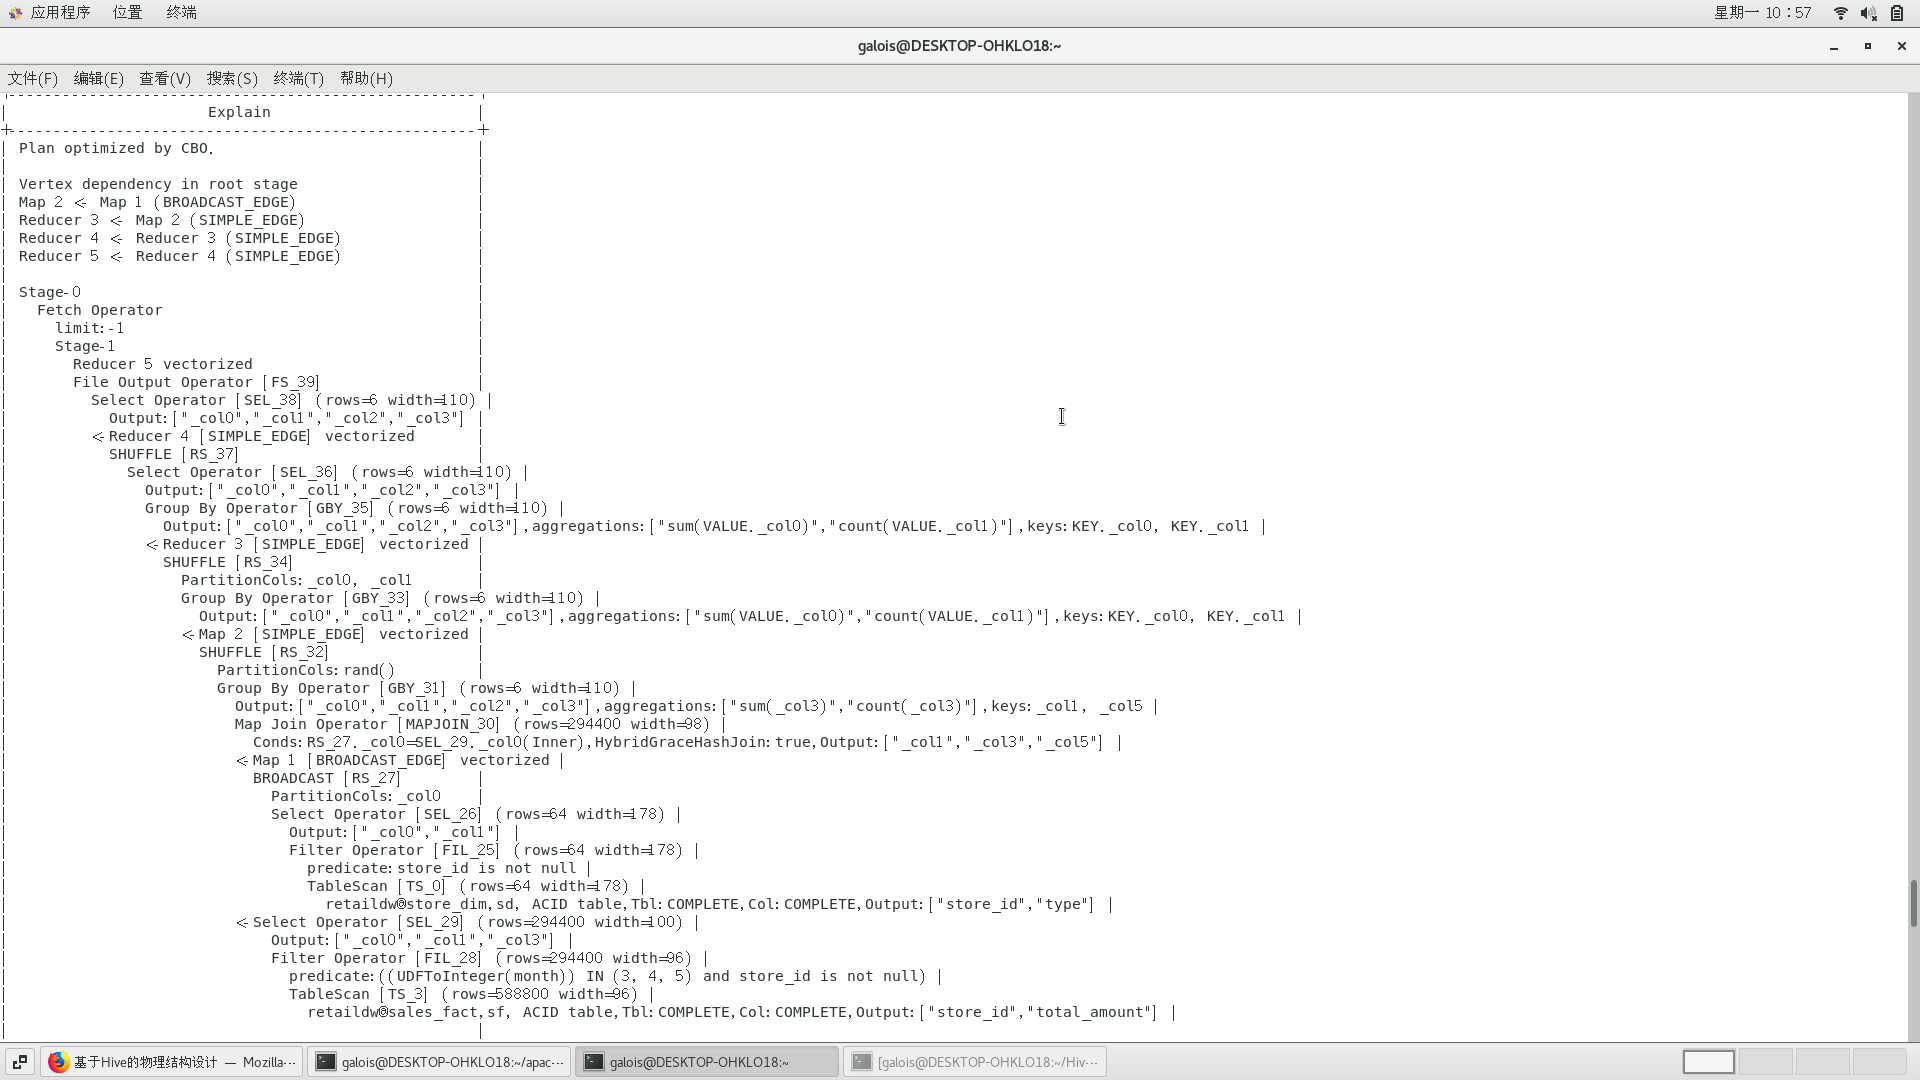 应用程序 位置 终端 星期一 10：57
galois@DESKTOP-OHKLO18:~
文件(F) 编辑(E) 查看(V) 搜索(S) 终端(T) 帮助(H)
Explain
Plan optimized by CBO.
Vertex dependency in root stage
Map 2 <- Map 1 (BROADCAST_EDGE)
Reducer 3 <- Map 2 (SIMPLE_EDGE)
Reducer 4 <- Reducer 3 (SIMPLE_EDGE)
Reducer 5 <- Reducer 4 (SIMPLE_EDGE)
Stage-0
Fetch Operator
limit:-1
Stage-1
Reducer 5 vectorized
File Output Operator [FS_39]
Select Operator [SEL_38] (rows=6 width=110)
Output:["_col0","_col1","_col2","_col3"]
<-Reducer 4 [SIMPLE_EDGE] vectorized
SHUFFLE [RS_37]
Select Operator [SEL_36] (rows=6 width=110)
Output:["_col0","_col1","_col2","_col3"]
Group By Operator [GBY_35] (rows=6 width=110)
Output:["_col0","_col1","_col2","_col3"],aggregations:["sum(VALUE._col0)","count(VALUE._col1)"],keys:KEY._col0, KEY._col1
<-Reducer 3 [SIMPLE_EDGE] vectorized
SHUFFLE [RS_34]
PartitionCols:_col0, _col1
Group By Operator [GBY_33] (rows=6 width=110)
Output:["_col0","_col1","_col2","_col3"],aggregations:["sum(VALUE._col0)","count(VALUE._col1)"],keys:KEY._col0, KEY._col1
<-Map 2 [SIMPLE_EDGE] vectorized
SHUFFLE [RS_32]
PartitionCols:rand()
Group By Operator [GBY_31] (rows=6 width=110)
Output:["_col0","_col1","_col2","_col3"],aggregations:["sum(_col3)","count(_col3)"],keys:_col1, _col5
Map Join Operator [MAPJOIN_30] (rows=294400 width=98)
Conds:RS_27._col0=SEL_29._col0(Inner),HybridGraceHashJoin:true,Output:["_col1","_col3","_col5"]
<-Map 1 [BROADCAST_EDGE] vectorized
BROADCAST [RS_27]
PartitionCols:_col0
Select Operator [SEL_26] (rows=64 width=178)
Output:["_col0","_col1"]
Filter Operator [FIL_25] (rows=64 width=178)
predicate:store_id is not null
TableScan [TS_0] (rows=64 width=178)
retaildw@store_dim,sd, ACID table,Tbl:COMPLETE,Col:COMPLETE,Output:["store_id","type"]
<-Select Operator [SEL_29] (rows=294400 width=100)
Output:["_col0","_col1","_col3"]
Filter Operator [FIL_28] (rows=294400 width=96)
predicate:((UDFToInteger(month)) IN (3, 4, 5) and store_id is not null)
TableScan [TS_3] (rows=588800 width=96)
retaildw@sales_fact,sf, ACID table,Tbl:COMPLETE,Col:COMPLETE,Output:["store_id","total_amount"]
基于Hive的物理结构设计 — Mozilla··· galois@DESKTOP-OHKLO18:~/apac··· galois@DESKTOP-OHKLO18:~ [galois@DESKTOP-OHKLO18:~/Hiv···